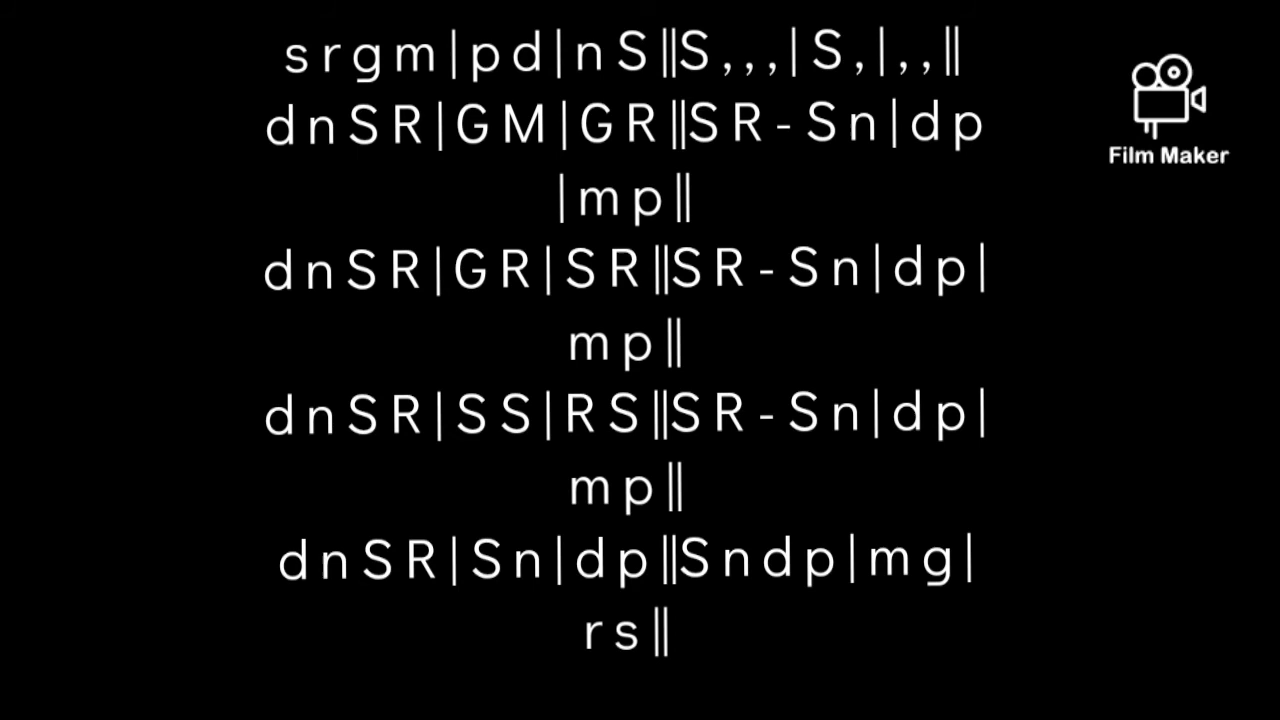 s r g m | p d | n S || S , , , | S , | , , ||
d n S R | G M | G R || S R - S n | d p
| m p ||
d n S R | G R | S R || S R - S n | d p |
m p ||
d n S R | S S | R S || S R - S n | d p |
m p ||
d n S R | S n | d p || S n d p | m g |
r s ||
Film Maker